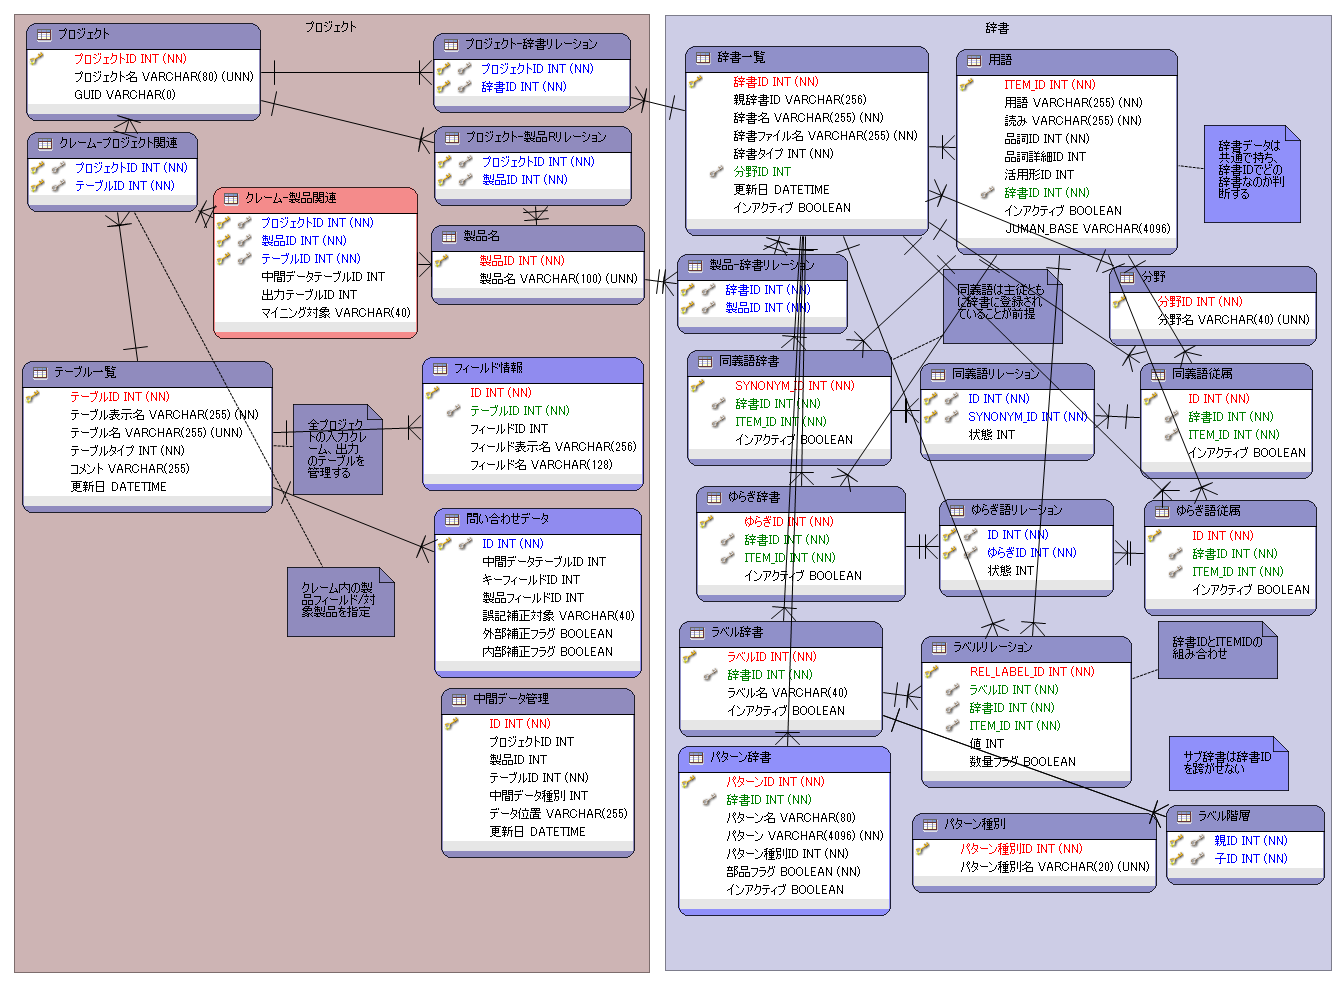 プロジェクト
プロジェクト
プロジェクトID INT (NN)
プロジェクト名 VARCHAR(80) (UNN)
GUID VARCHAR(0)
プロジェクト-辞書リレーション
プロジェクトID INT (NN)
辞書ID INT (NN)
クレーム-プロジェクト関連
プロジェクトID INT (NN)
テーブルID INT (NN)
プロジェクト-製品Rリレーション
プロジェクトID INT (NN)
製品ID INT (NN)
クレーム-製品関連
プロジェクトID INT (NN)
製品ID INT (NN)
テーブルID INT (NN)
中間データテーブルID INT
出力テーブルID INT
マイニング対象 VARCHAR(40)
製品名
製品ID INT (NN)
製品名 VARCHAR(100) (UNN)
テーブル一覧
テーブルID INT (NN)
テーブル表示名 VARCHAR(255) (NN)
テーブル名 VARCHAR(255) (UNN)
テーブルタイプ INT (NN)
コメント VARCHAR(255)
更新日 DATETIME
フィールド情報
ID INT (NN)
テーブルID INT (NN)
フィールドID INT
フィールド表示名 VARCHAR(256)
フィールド名 VARCHAR(128)
全プロジェク
トの入力クレ
ーム、出力
のテーブルを
管理する
問い合わせデータ
ID INT (NN)
中間データテーブルID INT
キーフィールドID INT
製品フィールドID INT
誤記補正対象 VARCHAR(40)
外部補正フラグ BOOLEAN
内部補正フラグ BOOLEAN
クレーム内の製
品フィールド/対
象製品を指定
中間データ管理
ID INT (NN)
プロジェクトID INT
製品ID INT
テーブルID INT (NN)
中間データ種別 INT
データ位置 VARCHAR(255)
更新日 DATETIME
辞書
辞書一覧
辞書ID INT (NN)
親辞書ID VARCHAR(256)
辞書名 VARCHAR(255) (NN)
辞書ファイル名 VARCHAR(255) (NN)
辞書タイプ INT (NN)
分野ID INT
更新日 DATETIME
インアクティブ BOOLEAN
用語
ITEM_ID INT (NN)
用語 VARCHAR(255) (NN)
読み VARCHAR(255) (NN)
品詞ID INT (NN)
品詞詳細ID INT
活用形ID INT
辞書ID INT (NN)
インアクティブ BOOLEAN
JUMAN_BASE VARCHAR(4096)
辞書データは
共通で持ち、
辞書IDでどの
辞書なのか判
断する
製品-辞書リレーション
辞書ID INT (NN)
製品ID INT (NN)
同義語は主従とも
に辞書に登録され
ていることが前提
分野
分野ID INT (NN)
分野名 VARCHAR(40) (UNN)
同義語辞書
SYNONYM_ID INT (NN)
辞書ID INT (NN)
ITEM_ID INT (NN)
インアクティブ BOOLEAN
同義語リレーション
ID INT (NN)
SYNONYM_ID INT (NN)
状態 INT
同義語従属
ID INT (NN)
辞書ID INT (NN)
ITEM_ID INT (NN)
インアクティブ BOOLEAN
ゆらぎ辞書
ゆらぎID INT (NN)
辞書ID INT (NN)
ITEM_ID INT (NN)
インアクティブ BOOLEAN
ゆらぎ語リレーション
ID INT (NN)
ゆらぎID INT (NN)
状態 INT
ゆらぎ語従属
ID INT (NN)
辞書ID INT (NN)
ITEM_ID INT (NN)
インアクティブ BOOLEAN
ラベル辞書
ラベルID INT (NN)
辞書ID INT (NN)
ラベル名 VARCHAR(40)
インアクティブ BOOLEAN
ラベルリレーション
REL_LABEL_ID INT (NN)
ラベルID INT (NN)
辞書ID INT (NN)
ITEM_ID INT (NN)
値 INT
数量フラグ BOOLEAN
辞書IDとITEMIDの
組み合わせ
サブ辞書は辞書ID
を跨がせない
パターン辞書
パターンID INT (NN)
辞書ID INT (NN)
パターン名 VARCHAR(80)
パターン VARCHAR(4096) (NN)
パターン種別ID INT (NN)
部品フラグ BOOLEAN (NN)
インアクティブ BOOLEAN
パターン種別
パターン種別ID INT (NN)
パターン種別名 VARCHAR(20) (UNN)
ラベル階層
親ID INT (NN)
子ID INT (NN)